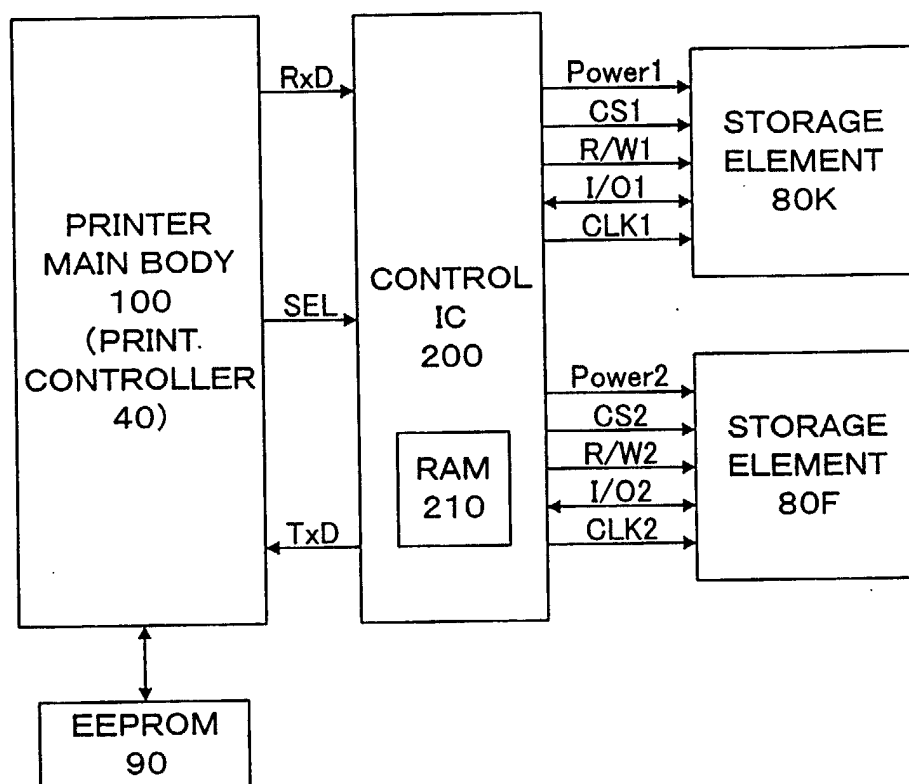 PRINTER
MAIN BODY
100
(PRINT.
CONTROLLER
40)
RxD
SEL
TxD
CONTROL
IC
200
RAM
210
Power1
CS1
R/W1
I/O1
CLK1
STORAGE
ELEMENT
80K
Power2
CS2
R/W2
I/O2
CLK2
STORAGE
ELEMENT
80F
EEPROM
90